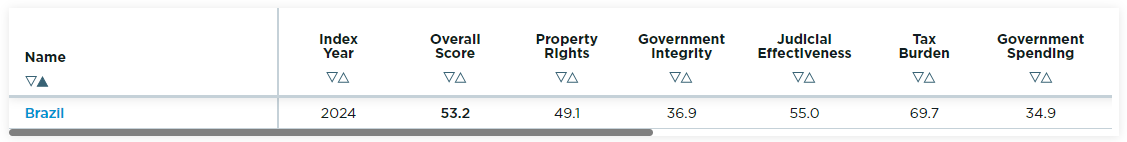 Name
Index Year
Overall Score
Property Rights
Government Integrity
Judicial Effectiveness
Tax Burden
Government Spending
Brazil 2024 53.2 49.1 36.9 55.0 69.7 34.9